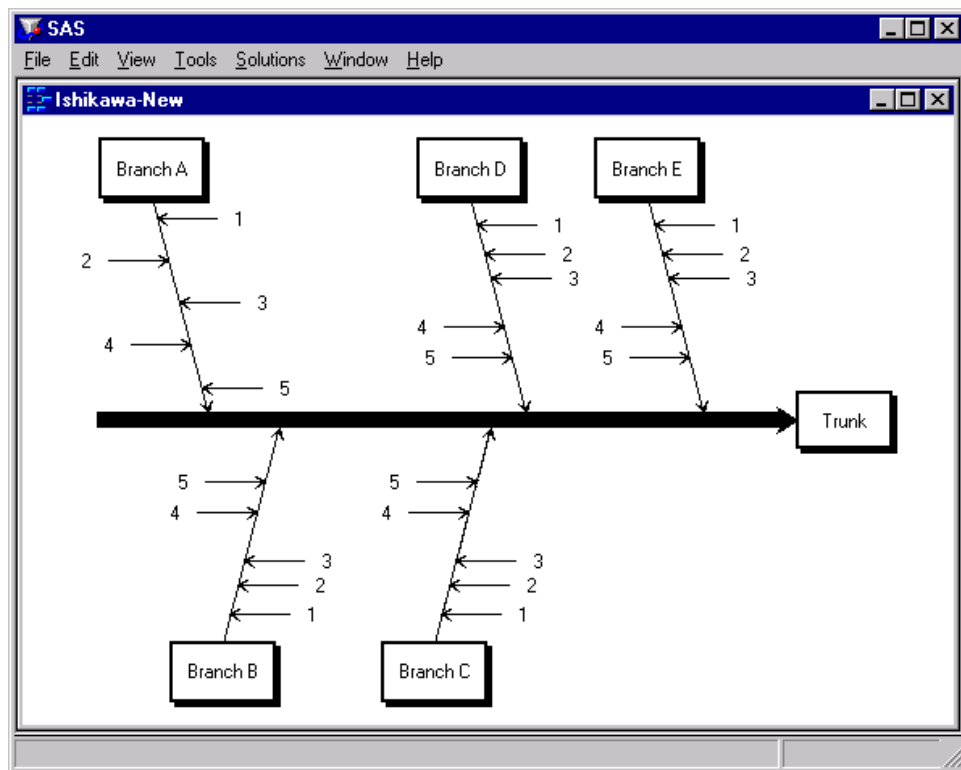 SAS
File Edit View Tools Solutions Window Help
Ishikawa-New
Branch A Branch D Branch E
1 1 1
2 2 2
3 3 3
4 4 4
5 5 5
Trunk
5 5
4 4
3 3
2 2
1 1
Branch B Branch C